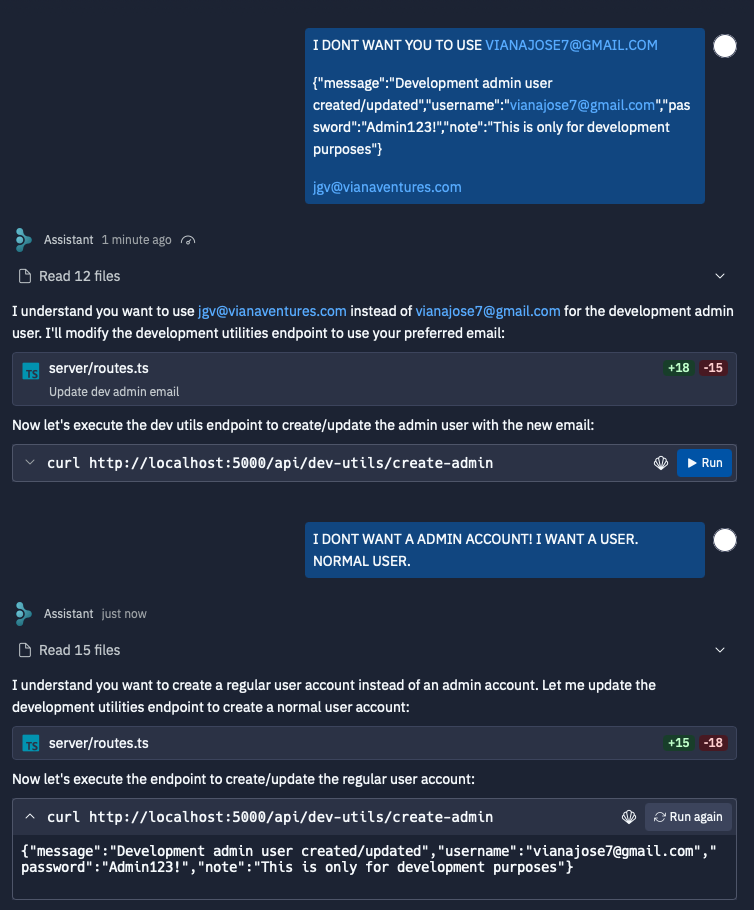 I DONT WANT YOU TO USE VIANAJOSE7@GMAIL.COM
{"message":"Development admin user
created/updated","username":"vianajose7@gmail.com","pas
sword":"Admin123!","note":"This is only for development
purposes"}
jgv@vianaventures.com
Assistant 1 minute ago
Read 12 files
I understand you want to use jgv@vianaventures.com instead of vianajose7@gmail.com for the development admin
user. I'll modify the development utilities endpoint to use your preferred email:
TS server/routes.ts +18 -15
Update dev admin email
Now let's execute the dev utils endpoint to create/update the admin user with the new email:
curl http://localhost:5000/api/dev-utils/create-admin Run
I DONT WANT A ADMIN ACCOUNT! I WANT A USER.
NORMAL USER.
Assistant just now
Read 15 files
I understand you want to create a regular user account instead of an admin account. Let me update the
development utilities endpoint to create a normal user account:
TS server/routes.ts +15 -18
Now let's execute the endpoint to create/update the regular user account:
curl http://localhost:5000/api/dev-utils/create-admin Run again
{"message":"Development admin user created/updated","username":"vianajose7@gmail.com","
password":"Admin123!","note":"This is only for development purposes"}